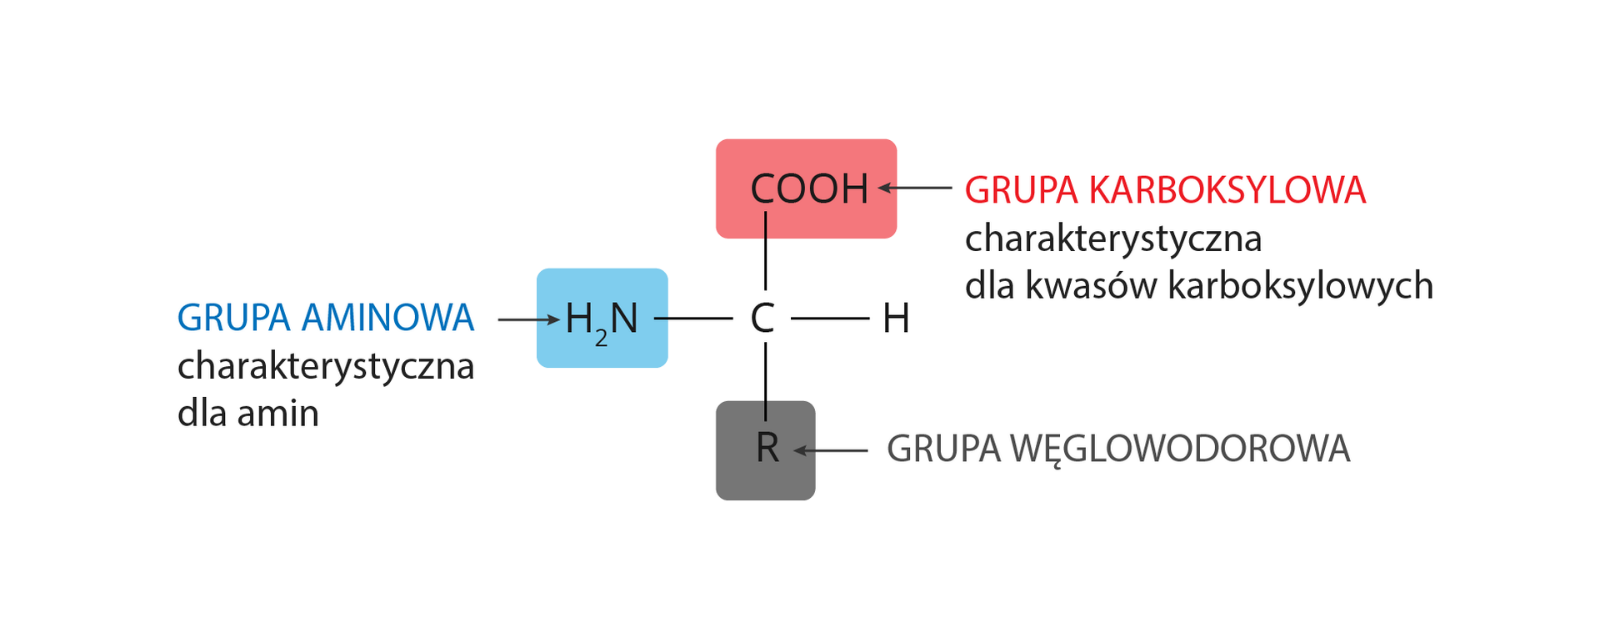 COOH
GRUPA KARBOKSYLOWA
charakterystyczna
dla kwasów karboksylowych
GRUPA AMINOWA
charakterystyczna
dla amin
H₂N
C
H
R
GRUPA WĘGLOWODOROWA